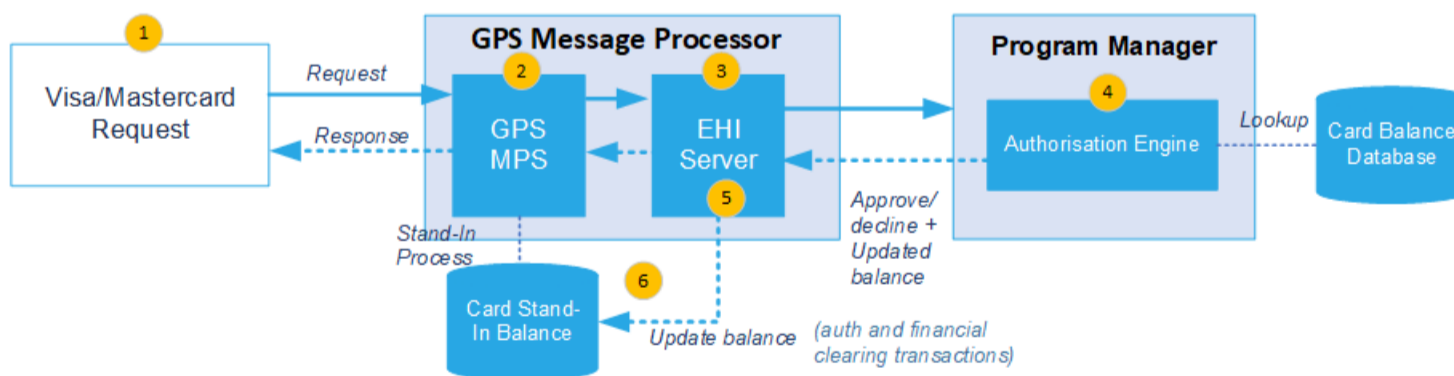 1
Visa/Mastercard
Request
Request
Response
GPS Message Processor
2
GPS
MPS
3
EHI
Server
5
Stand-In
Process
Card Stand-
In Balance
6
Update balance
(auth and financial
clearing transactions)
Approve/
decline +
Updated
balance
Program Manager
4
Authorisation Engine
Lookup
Card Balance
Database